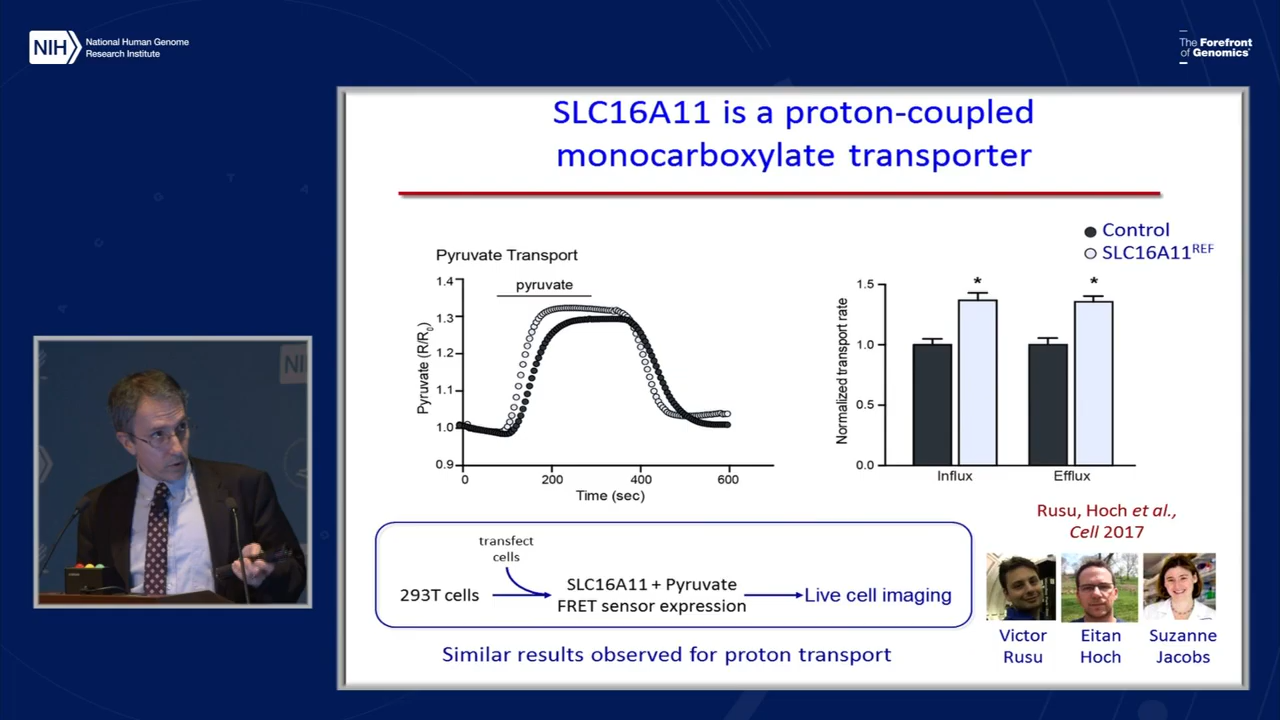 NIH
National Human Genome
Research Institute
The Forefront
of Genomics®
SLC16A11 is a proton-coupled
monocarboxylate transporter
Control
SLC16A11REF
Pyruvate Transport
pyruvate
1.4
1.3
1.2
1.1
1.0
0.9
Pyruvate (R/R0)
0
200
400
600
Time (sec)
Normalized transport rate
1.5
1.0
0.5
0.0
*
*
Influx
Efflux
Rusu, Hoch et al.,
Cell 2017
transfect
cells
293T cells
SLC16A11 + Pyruvate
FRET sensor expression
Live cell imaging
Similar results observed for proton transport
Victor
Rusu
Eitan
Hoch
Suzanne
Jacobs
NIH